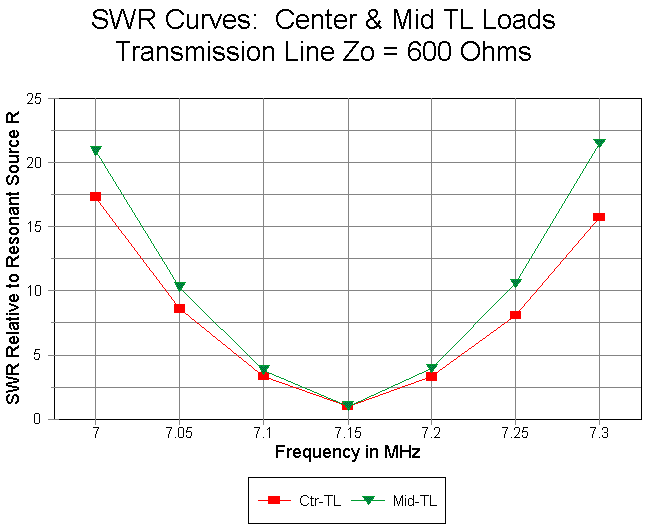 SWR Curves:  Center & Mid TL Loads
Transmission Line Zo = 600 Ohms
SWR Relative to Resonant Source R
25
20
15
10
5
0
7 7.05 7.1 7.15 7.2 7.25 7.3
Frequency in MHz
Ctr-TL Mid-TL